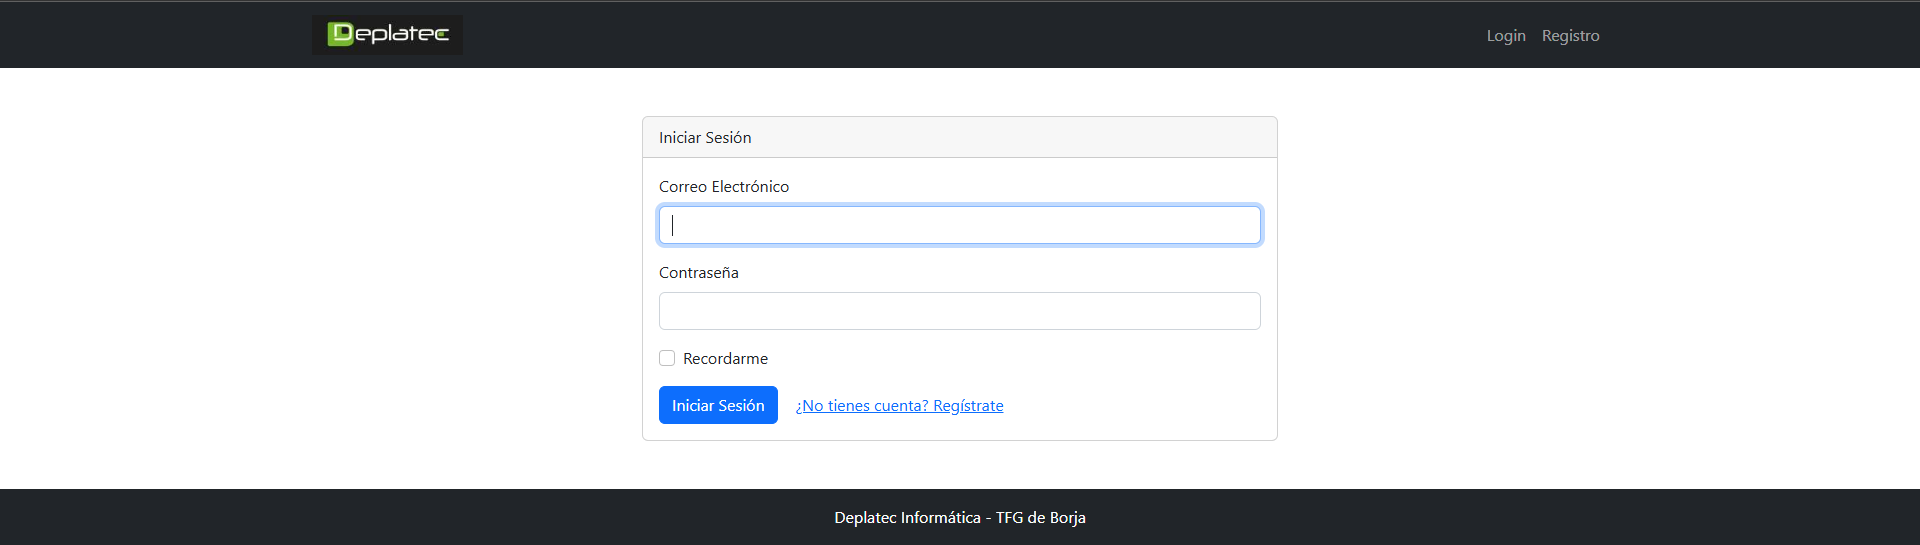 Deplatec
Login Registro
Iniciar Sesión
Correo Electrónico
Contraseña
Recordarme
Iniciar Sesión ¿No tienes cuenta? Regístrate
Deplatec Informática - TFG de Borja